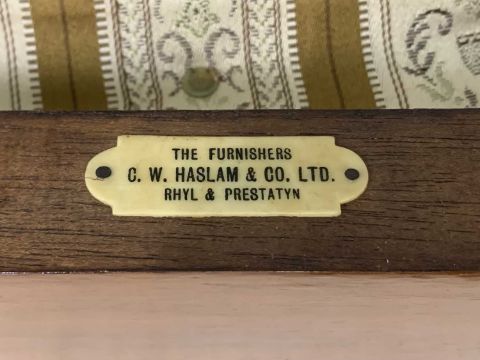 THE FURNISHERS
C. W. HASLAM & CO. LTD.
RHYL & PRESTATYN